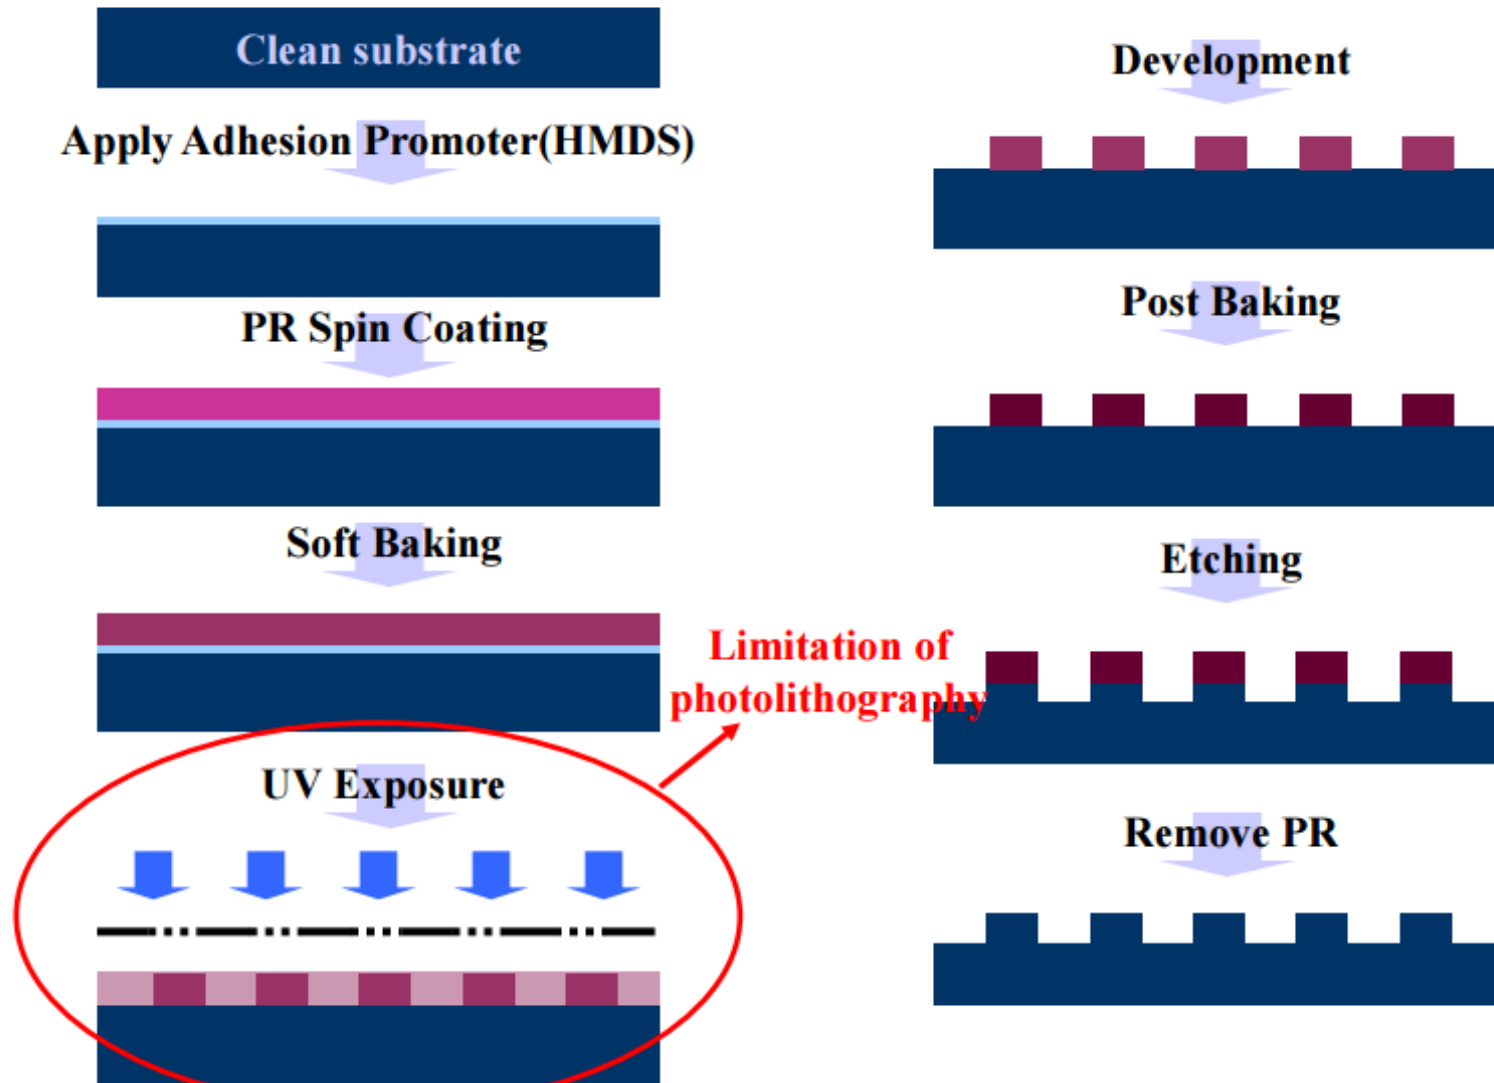 Clean substrate
Apply Adhesion Promoter(HMDS)
PR Spin Coating
Soft Baking
UV Exposure
Limitation of
photolithography
Development
Post Baking
Etching
Remove PR